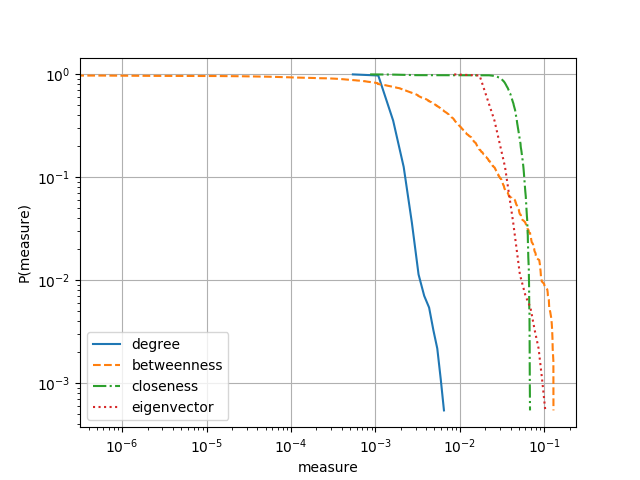 10⁰
10⁻¹
10⁻²
10⁻³
P(measure)
degree
betweenness
closeness
eigenvector
10⁻⁶ 10⁻⁵ 10⁻⁴ 10⁻³ 10⁻² 10⁻¹
measure